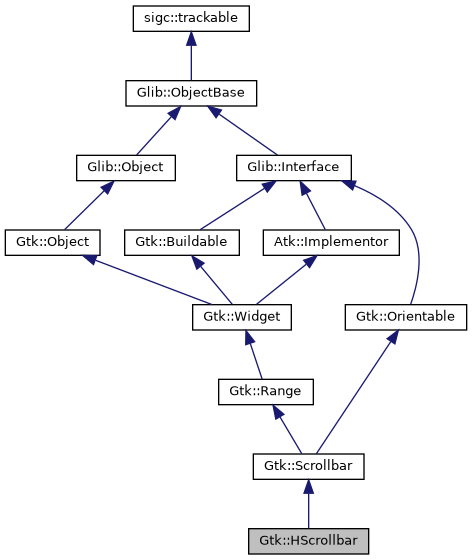 sigc::trackable
Glib::ObjectBase
Glib::Object
Glib::Interface
Gtk::Object
Gtk::Buildable
Atk::Implementor
Gtk::Widget
Gtk::Orientable
Gtk::Range
Gtk::Scrollbar
Gtk::HScrollbar